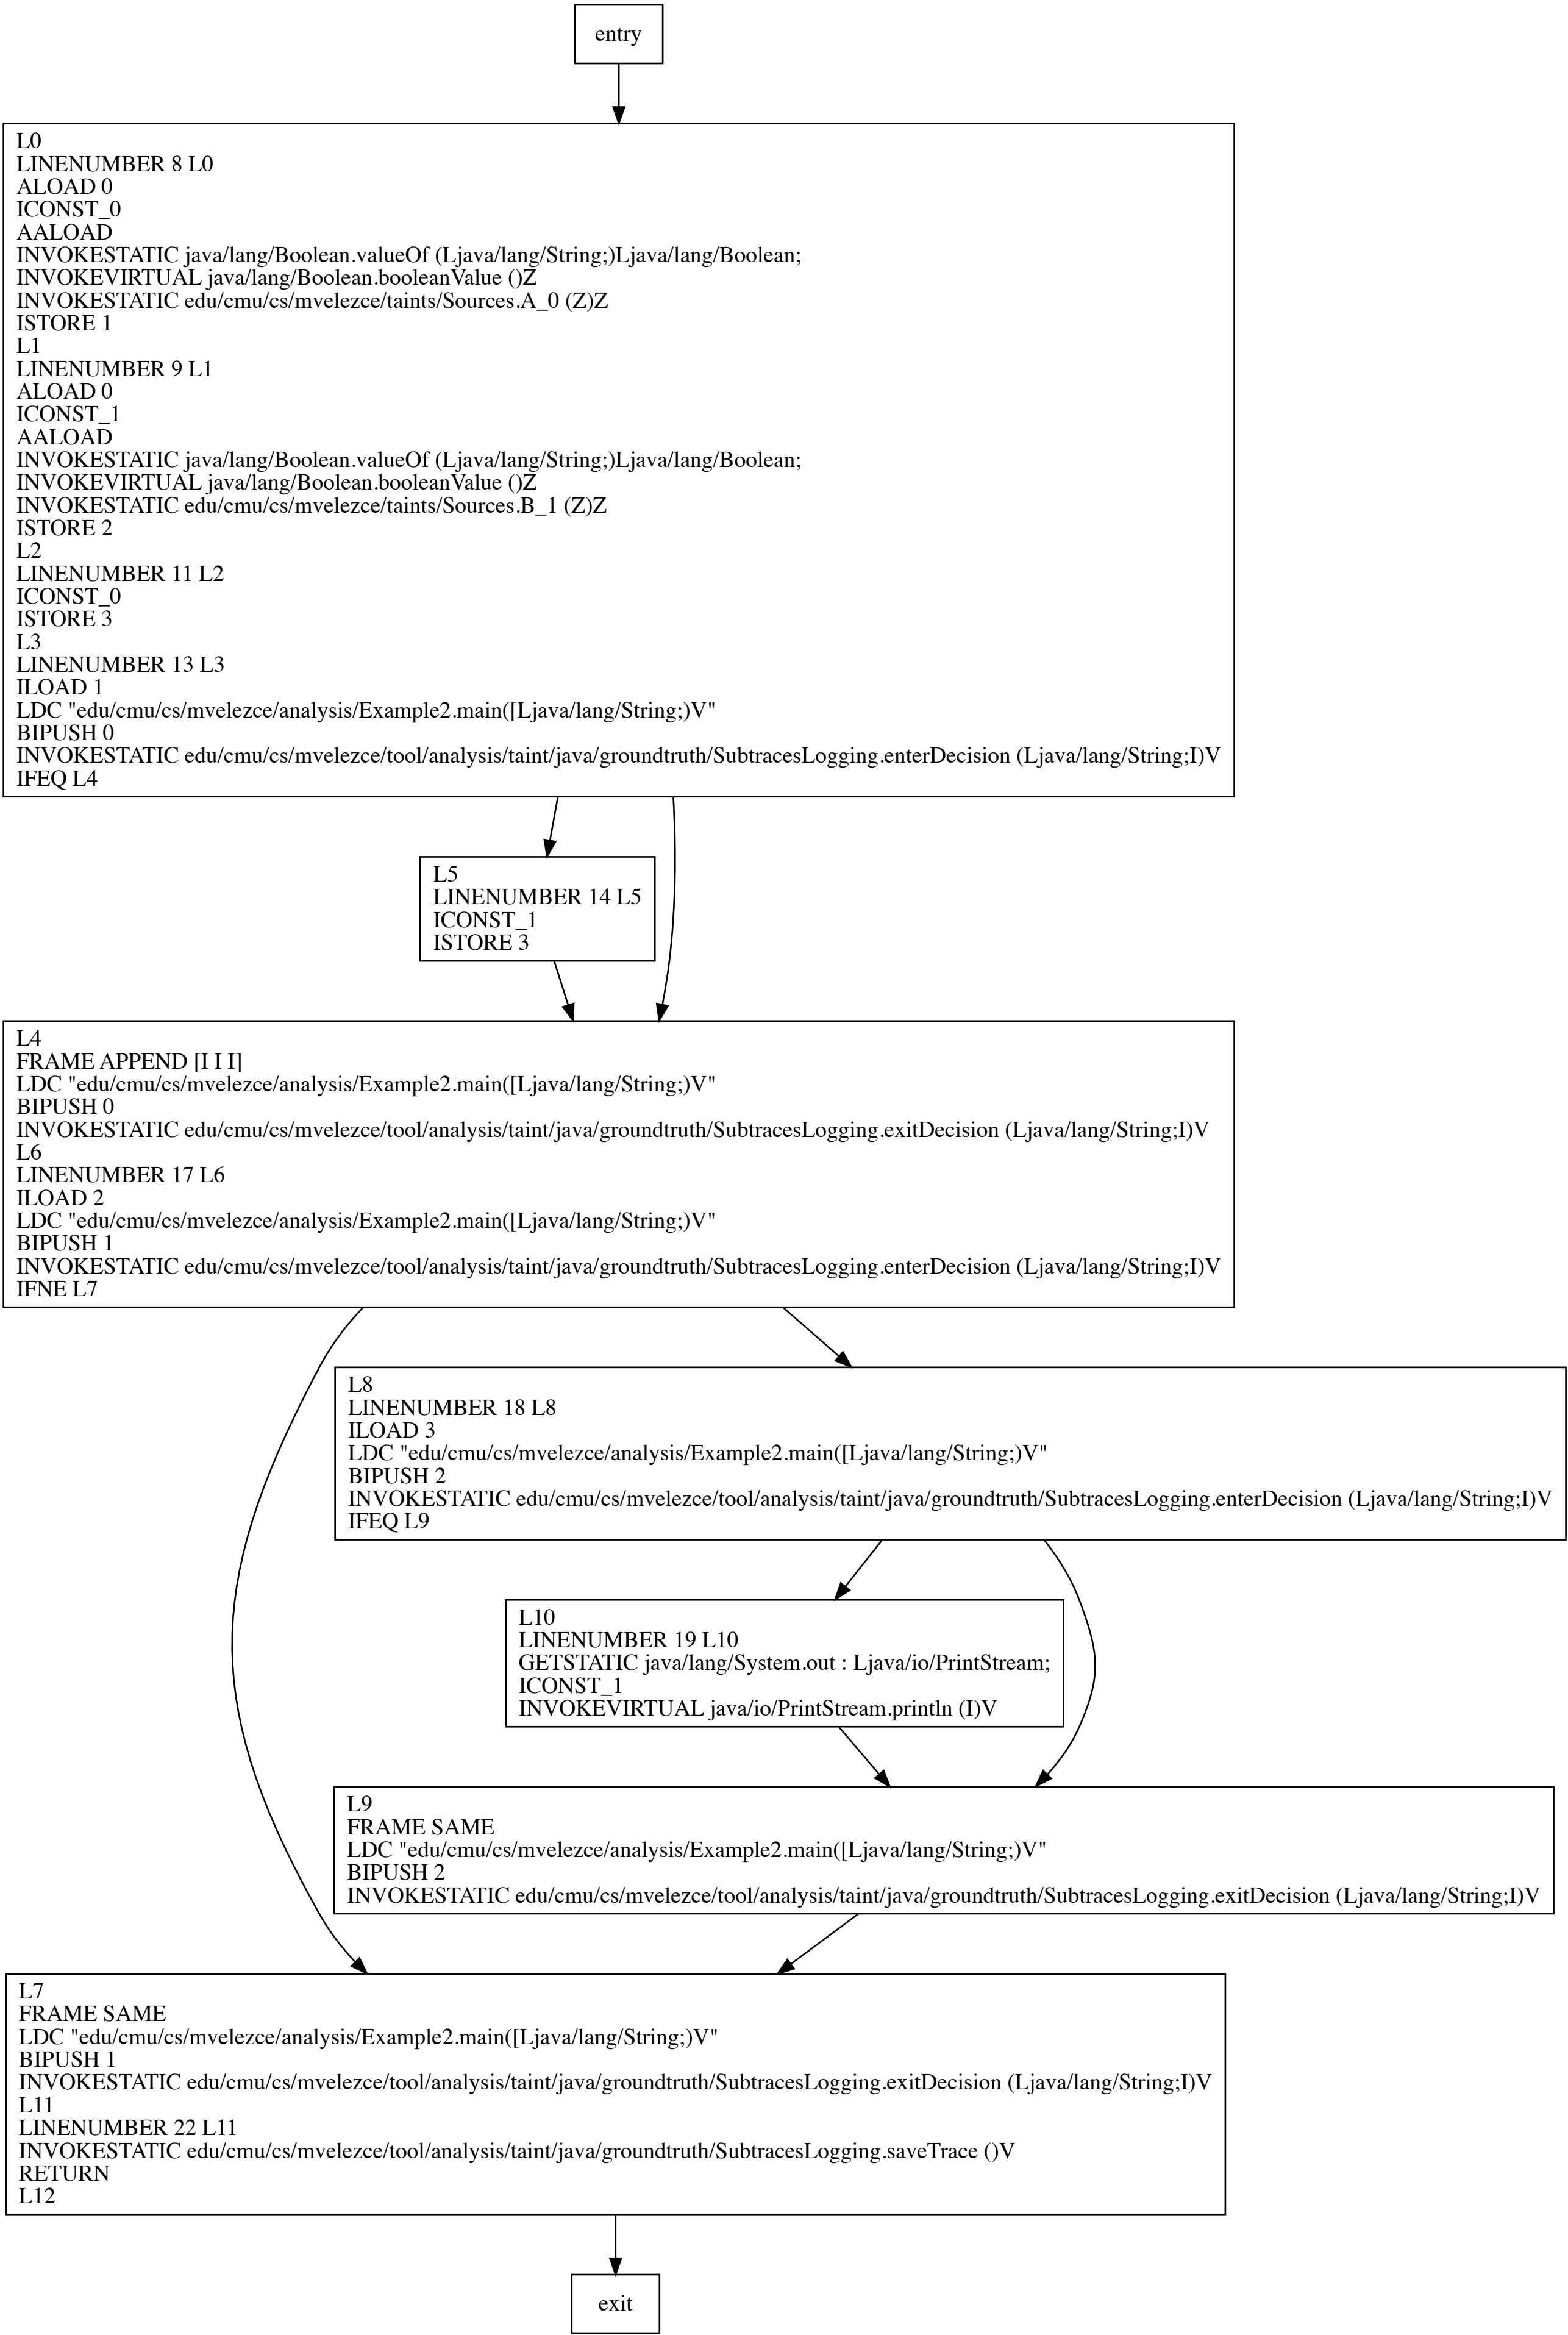 entry
L0
LINENUMBER 8 L0
ALOAD 0
ICONST_0
AALOAD
INVOKESTATIC java/lang/Boolean.valueOf (Ljava/lang/String;)Ljava/lang/Boolean;
INVOKEVIRTUAL java/lang/Boolean.booleanValue ()Z
INVOKESTATIC edu/cmu/cs/mvelezce/taints/Sources.A_0 (Z)Z
ISTORE 1
L1
LINENUMBER 9 L1
ALOAD 0
ICONST_1
AALOAD
INVOKESTATIC java/lang/Boolean.valueOf (Ljava/lang/String;)Ljava/lang/Boolean;
INVOKEVIRTUAL java/lang/Boolean.booleanValue ()Z
INVOKESTATIC edu/cmu/cs/mvelezce/taints/Sources.B_1 (Z)Z
ISTORE 2
L2
LINENUMBER 11 L2
ICONST_0
ISTORE 3
L3
LINENUMBER 13 L3
ILOAD 1
LDC "edu/cmu/cs/mvelezce/analysis/Example2.main([Ljava/lang/String;)V"
BIPUSH 0
INVOKESTATIC edu/cmu/cs/mvelezce/tool/analysis/taint/java/groundtruth/SubtracesLogging.enterDecision (Ljava/lang/String;I)V
IFEQ L4
L5
LINENUMBER 14 L5
ICONST_1
ISTORE 3
L4
FRAME APPEND [I I I]
LDC "edu/cmu/cs/mvelezce/analysis/Example2.main([Ljava/lang/String;)V"
BIPUSH 0
INVOKESTATIC edu/cmu/cs/mvelezce/tool/analysis/taint/java/groundtruth/SubtracesLogging.exitDecision (Ljava/lang/String;I)V
L6
LINENUMBER 17 L6
ILOAD 2
LDC "edu/cmu/cs/mvelezce/analysis/Example2.main([Ljava/lang/String;)V"
BIPUSH 1
INVOKESTATIC edu/cmu/cs/mvelezce/tool/analysis/taint/java/groundtruth/SubtracesLogging.enterDecision (Ljava/lang/String;I)V
IFNE L7
L8
LINENUMBER 18 L8
ILOAD 3
LDC "edu/cmu/cs/mvelezce/analysis/Example2.main([Ljava/lang/String;)V"
BIPUSH 2
INVOKESTATIC edu/cmu/cs/mvelezce/tool/analysis/taint/java/groundtruth/SubtracesLogging.enterDecision (Ljava/lang/String;I)V
IFEQ L9
L10
LINENUMBER 19 L10
GETSTATIC java/lang/System.out : Ljava/io/PrintStream;
ICONST_1
INVOKEVIRTUAL java/io/PrintStream.println (I)V
L9
FRAME SAME
LDC "edu/cmu/cs/mvelezce/analysis/Example2.main([Ljava/lang/String;)V"
BIPUSH 2
INVOKESTATIC edu/cmu/cs/mvelezce/tool/analysis/taint/java/groundtruth/SubtracesLogging.exitDecision (Ljava/lang/String;I)V
L7
FRAME SAME
LDC "edu/cmu/cs/mvelezce/analysis/Example2.main([Ljava/lang/String;)V"
BIPUSH 1
INVOKESTATIC edu/cmu/cs/mvelezce/tool/analysis/taint/java/groundtruth/SubtracesLogging.exitDecision (Ljava/lang/String;I)V
L11
LINENUMBER 22 L11
INVOKESTATIC edu/cmu/cs/mvelezce/tool/analysis/taint/java/groundtruth/SubtracesLogging.saveTrace ()V
RETURN
L12
exit